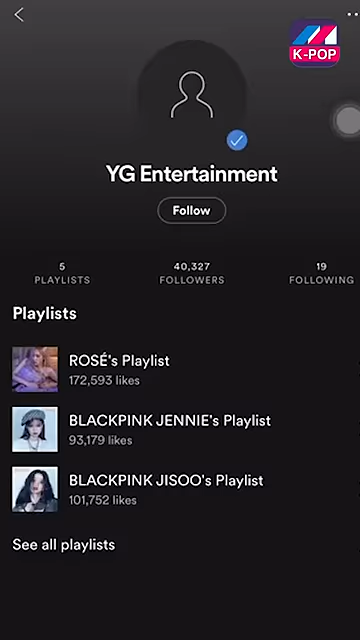 K-POP
YG Entertainment
Follow
5
PLAYLISTS
40,327
FOLLOWERS
19
FOLLOWING
Playlists
ROSÉ's Playlist
172,593 likes
BLACKPINK JENNIE's Playlist
93,179 likes
BLACKPINK JISOO's Playlist
101,752 likes
See all playlists